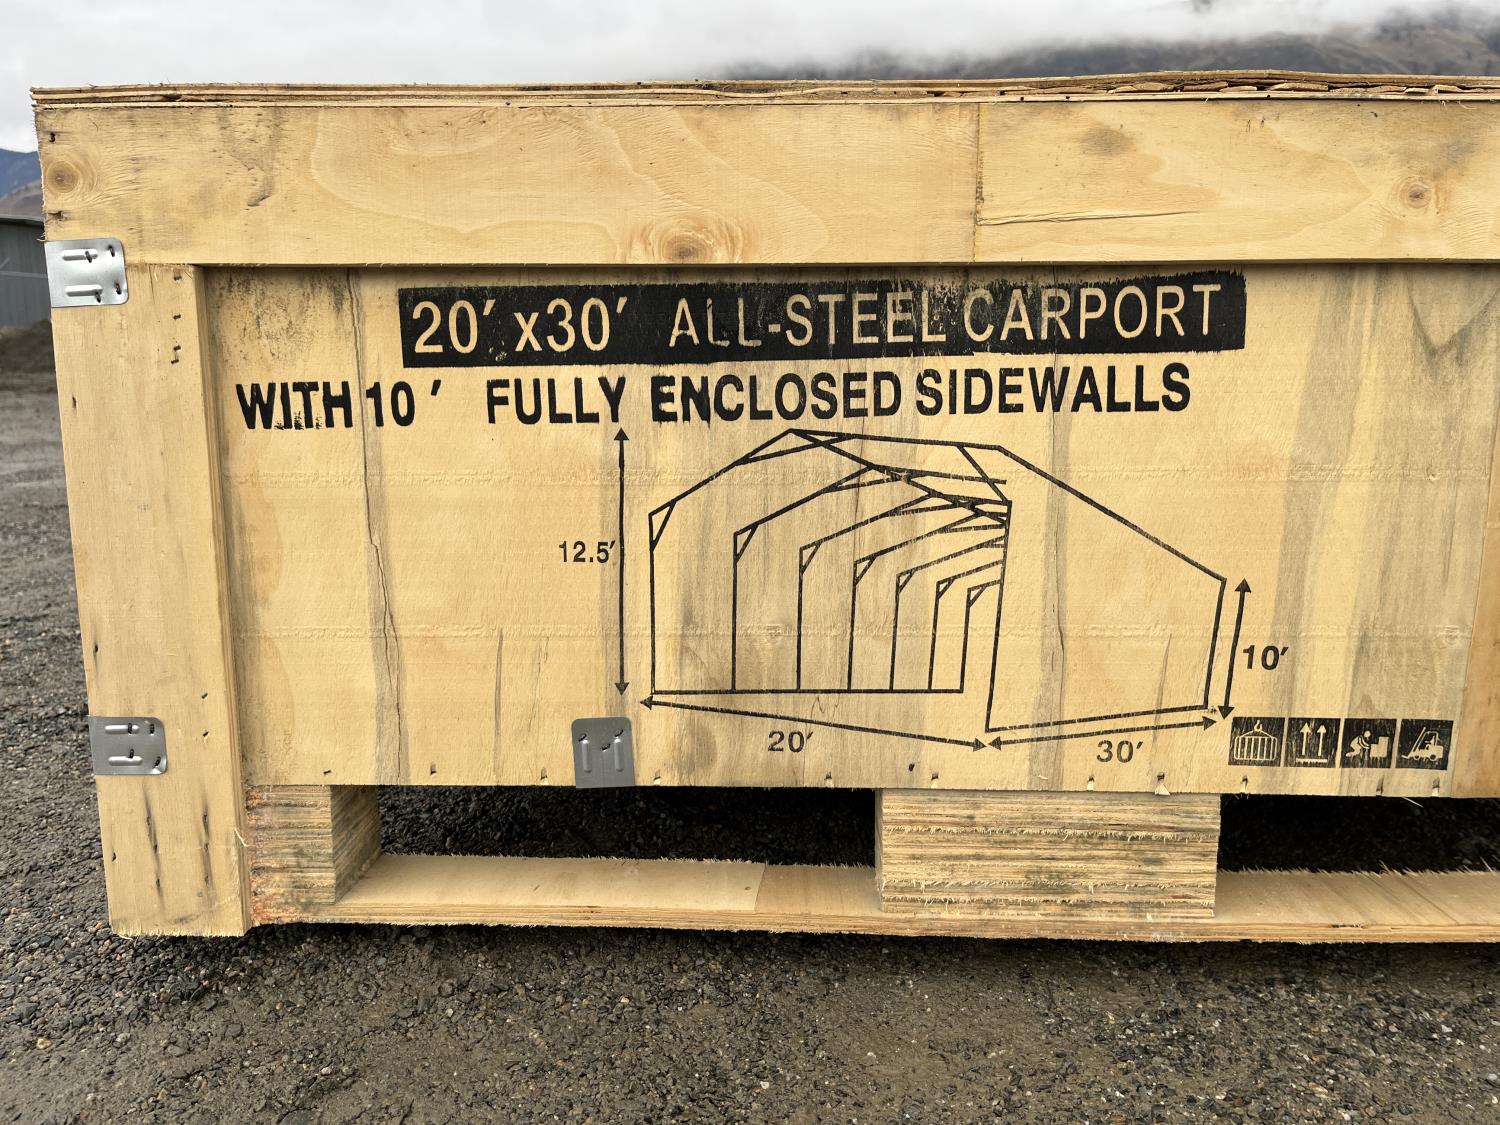 20' x30' ALL-STEEL CARPORT
WITH 10' FULLY ENCLOSED SIDEWALLS
12.5'
10'
20'
30'